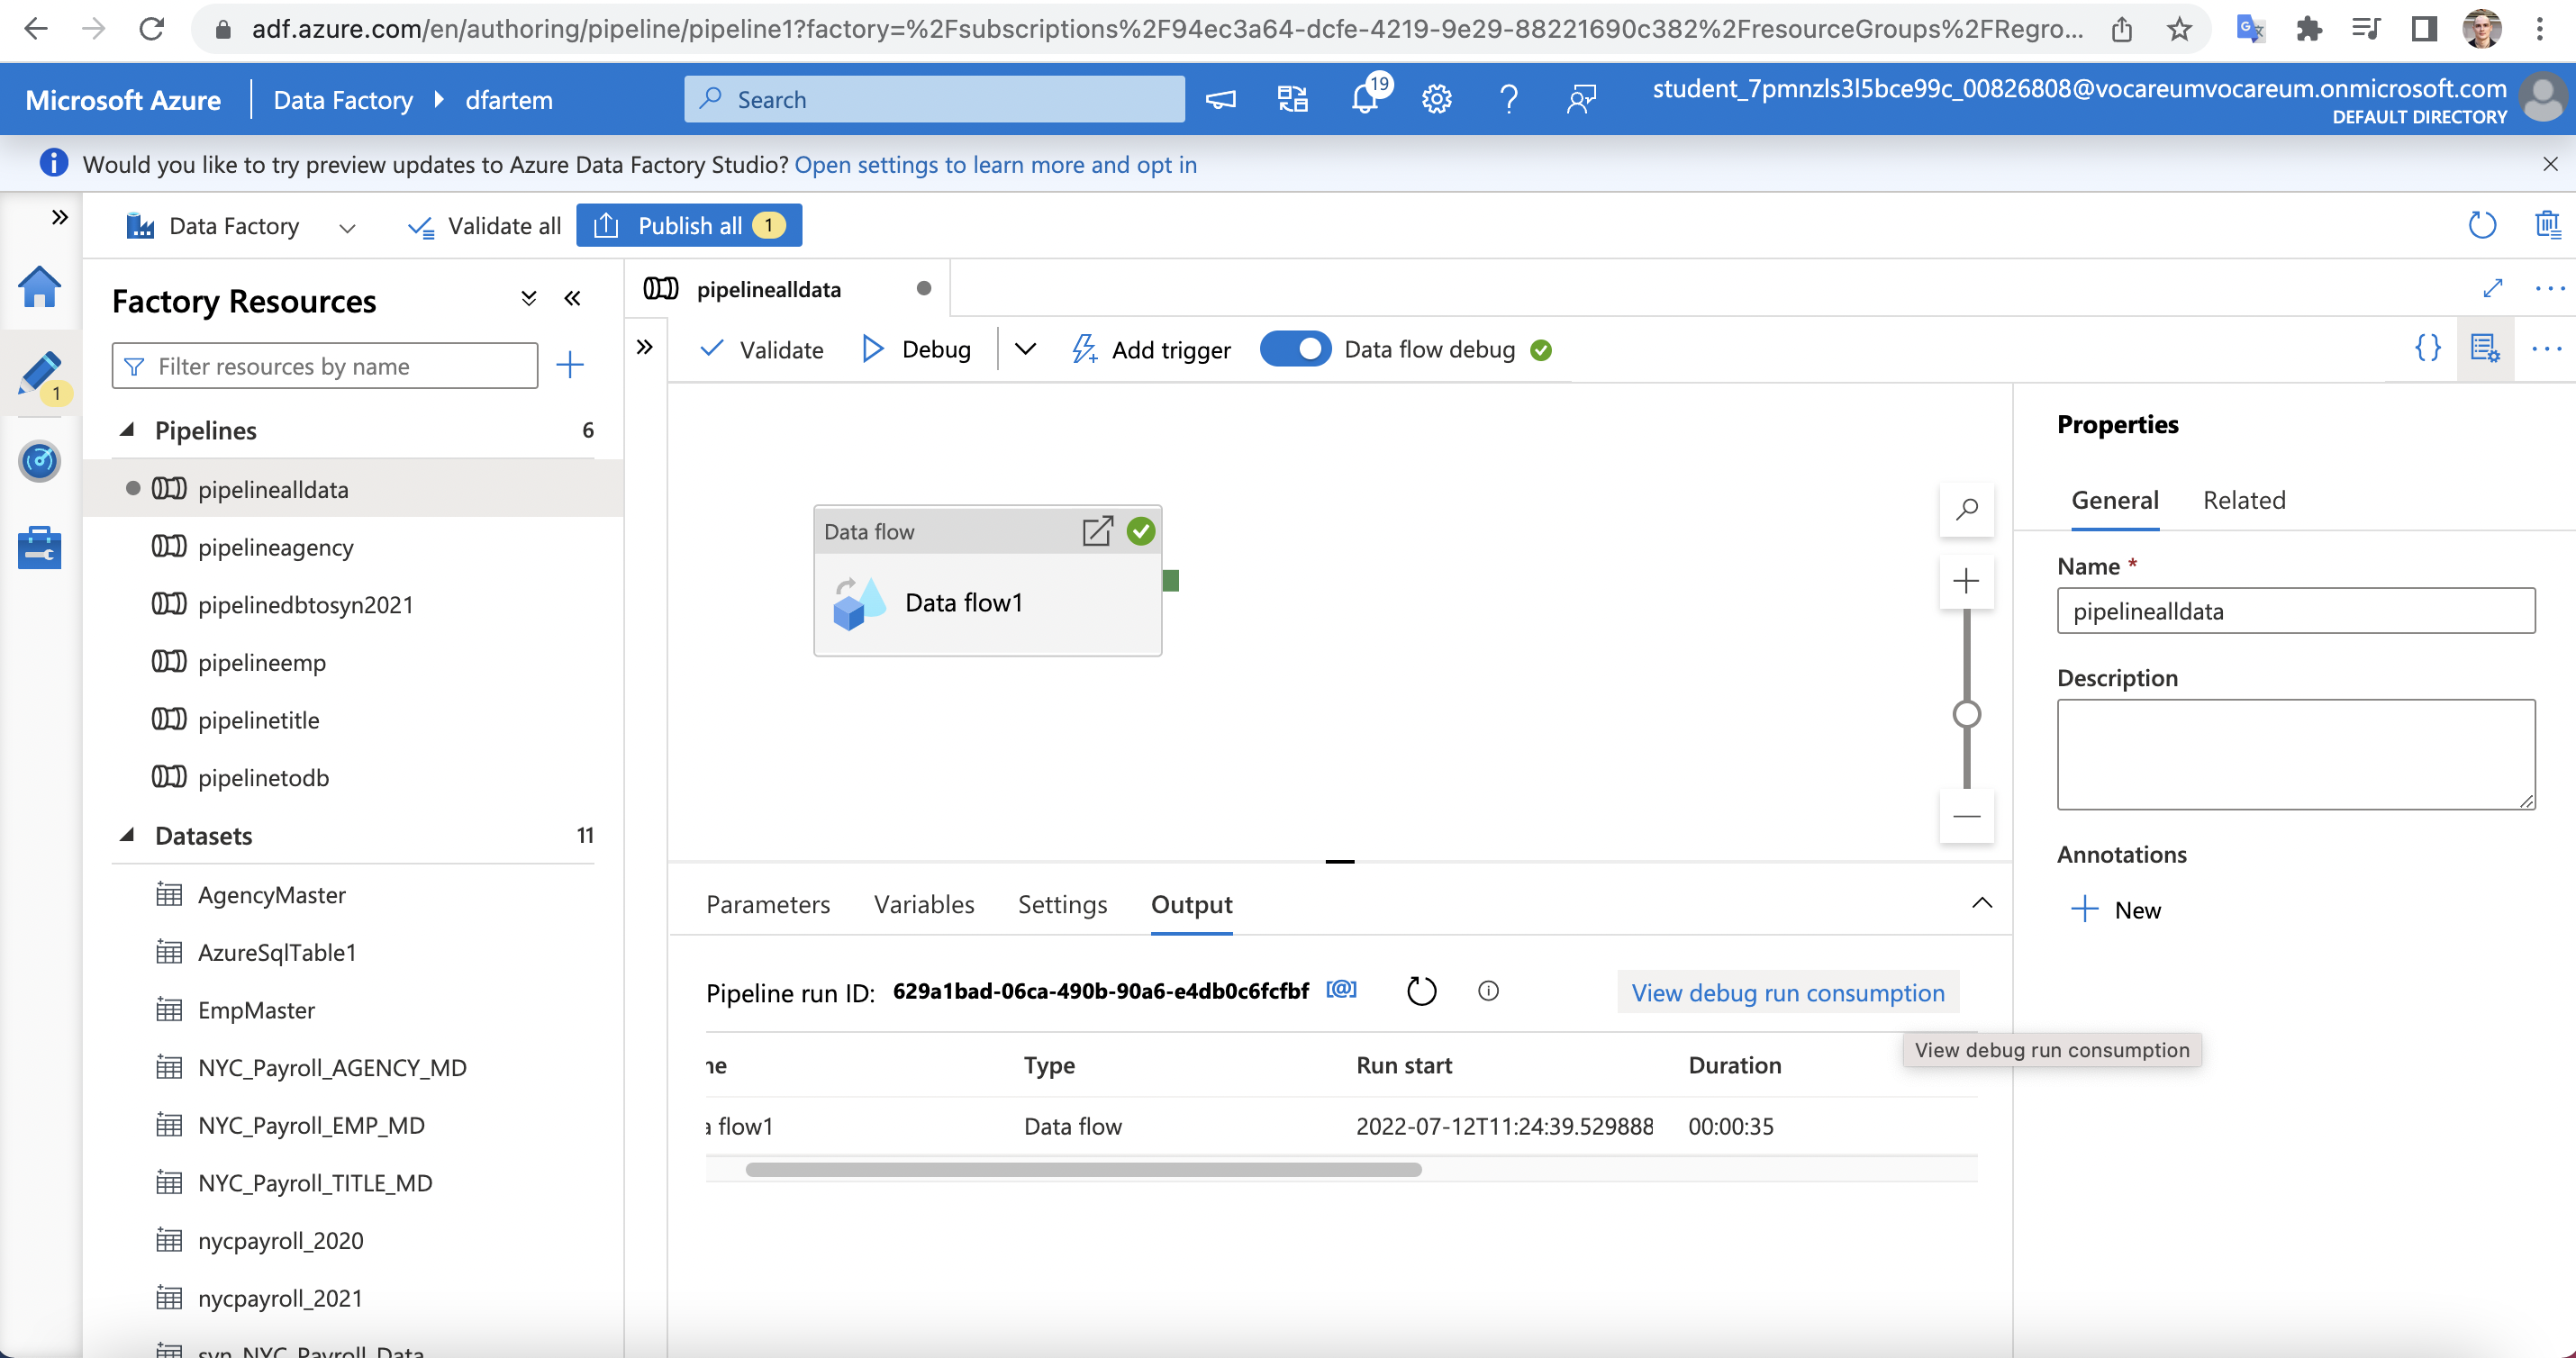 adf.azure.com/en/authoring/pipeline/pipeline1?factory=%2Fsubscriptions%2F94ec3a64-dcfe-4219-9e29-88221690c382%2FresourceGroups%2FRegro...
Microsoft Azure
Data Factory
dfartem
Search
19
student_7pmnzls3l5bce99c_00826808@vocareumvocareum.onmicrosoft.com
DEFAULT DIRECTORY
Would you like to try preview updates to Azure Data Factory Studio? Open settings to learn more and opt in
Data Factory
Validate all
Publish all 1
1
Factory Resources
Filter resources by name
Pipelines 6
pipelinealldata
pipelineagency
pipelinedbtosyn2021
pipelineemp
pipelinetitle
pipelinetodb
Datasets 11
AgencyMaster
AzureSqlTable1
EmpMaster
NYC_Payroll_AGENCY_MD
NYC_Payroll_EMP_MD
NYC_Payroll_TITLE_MD
nycpayroll_2020
nycpayroll_2021
syn_NYC_Payroll_Data
pipelinealldata
Validate
Debug
Add trigger
Data flow debug
Data flow
Data flow1
Parameters
Variables
Settings
Output
Pipeline run ID: 629a1bad-06ca-490b-90a6-e4db0c6fcfbf
View debug run consumption
View debug run consumption
ne Type Run start Duration
a flow1 Data flow 2022-07-12T11:24:39.529888 00:00:35
Properties
General
Related
Name *
pipelinealldata
Description
Annotations
New